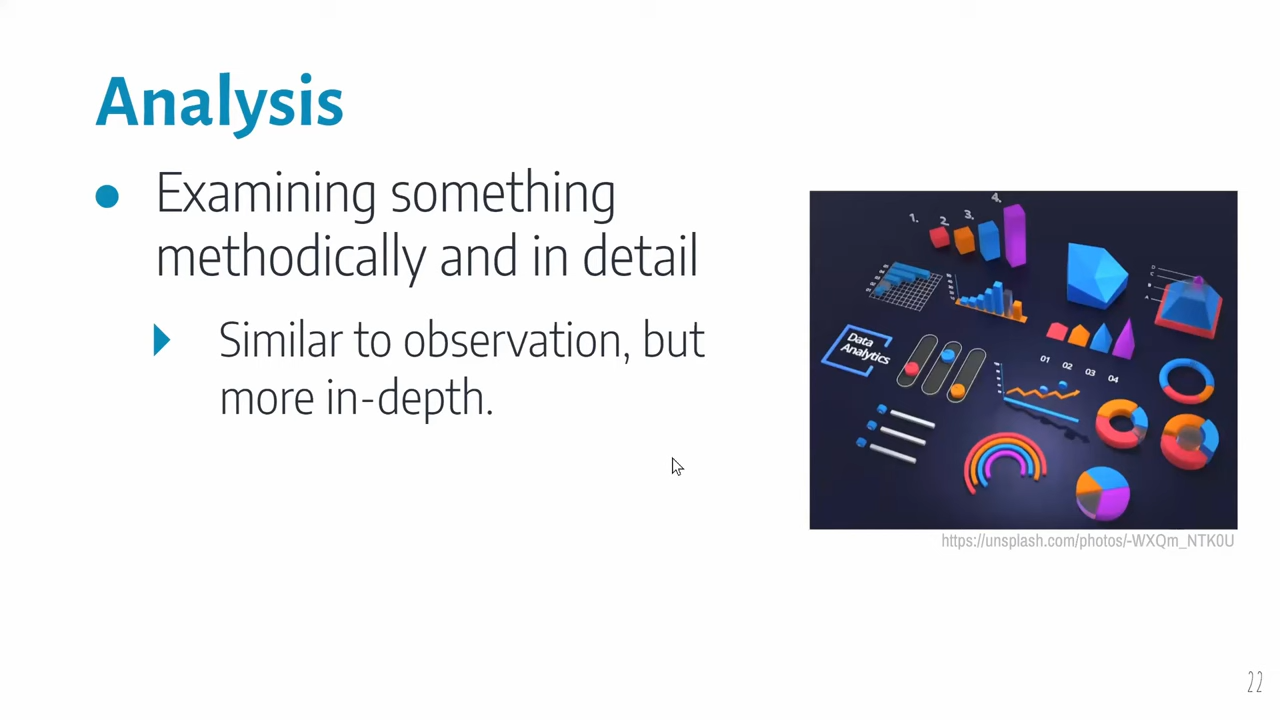 Analysis
Examining something
methodically and in detail
Similar to observation, but
more in-depth.
1.
2.
3.
4.
Data
Analytics
01
02
03
04
D
C
B
A
https://unsplash.com/photos/-WXQm_NTK0U
22